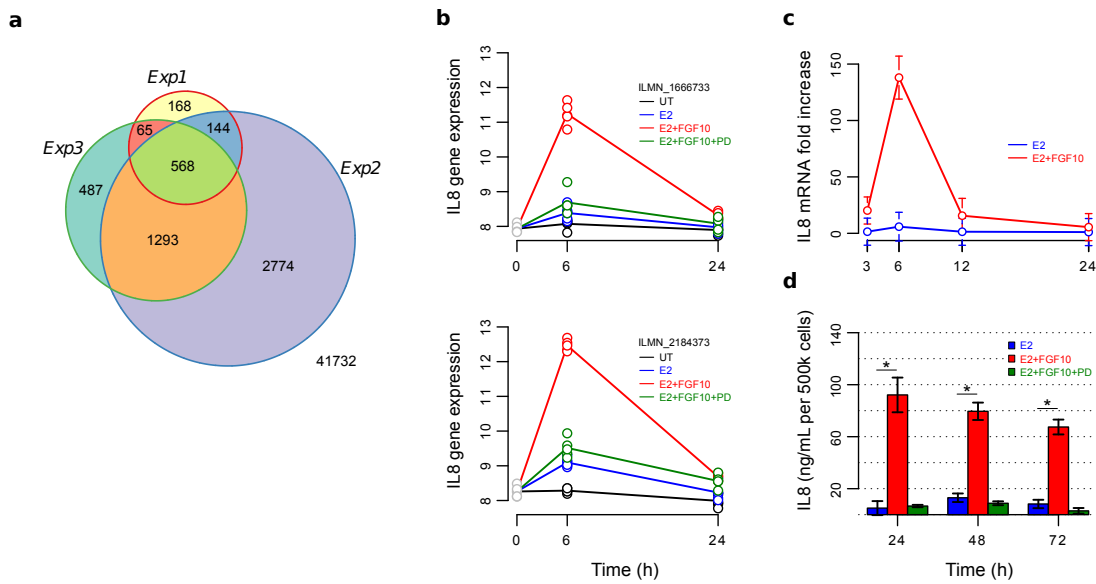 a
Exp1
168
65
144
Exp3
568
Exp2
487
1293
2774
41732
b
IL8 gene expression
13
12
11
10
9
8
ILMN_1666733
UT
E2
E2+FGF10
E2+FGF10+PD
0
6
24
IL8 gene expression
13
12
11
10
9
8
ILMN_2184373
UT
E2
E2+FGF10
E2+FGF10+PD
0
6
24
Time (h)
c
IL8 mRNA fold increase
150
100
50
0
E2
E2+FGF10
3
6
12
24
d
IL8 (ng/mL per 500k cells)
140
100
60
20
E2
E2+FGF10
E2+FGF10+PD
*
*
*
24
48
72
Time (h)